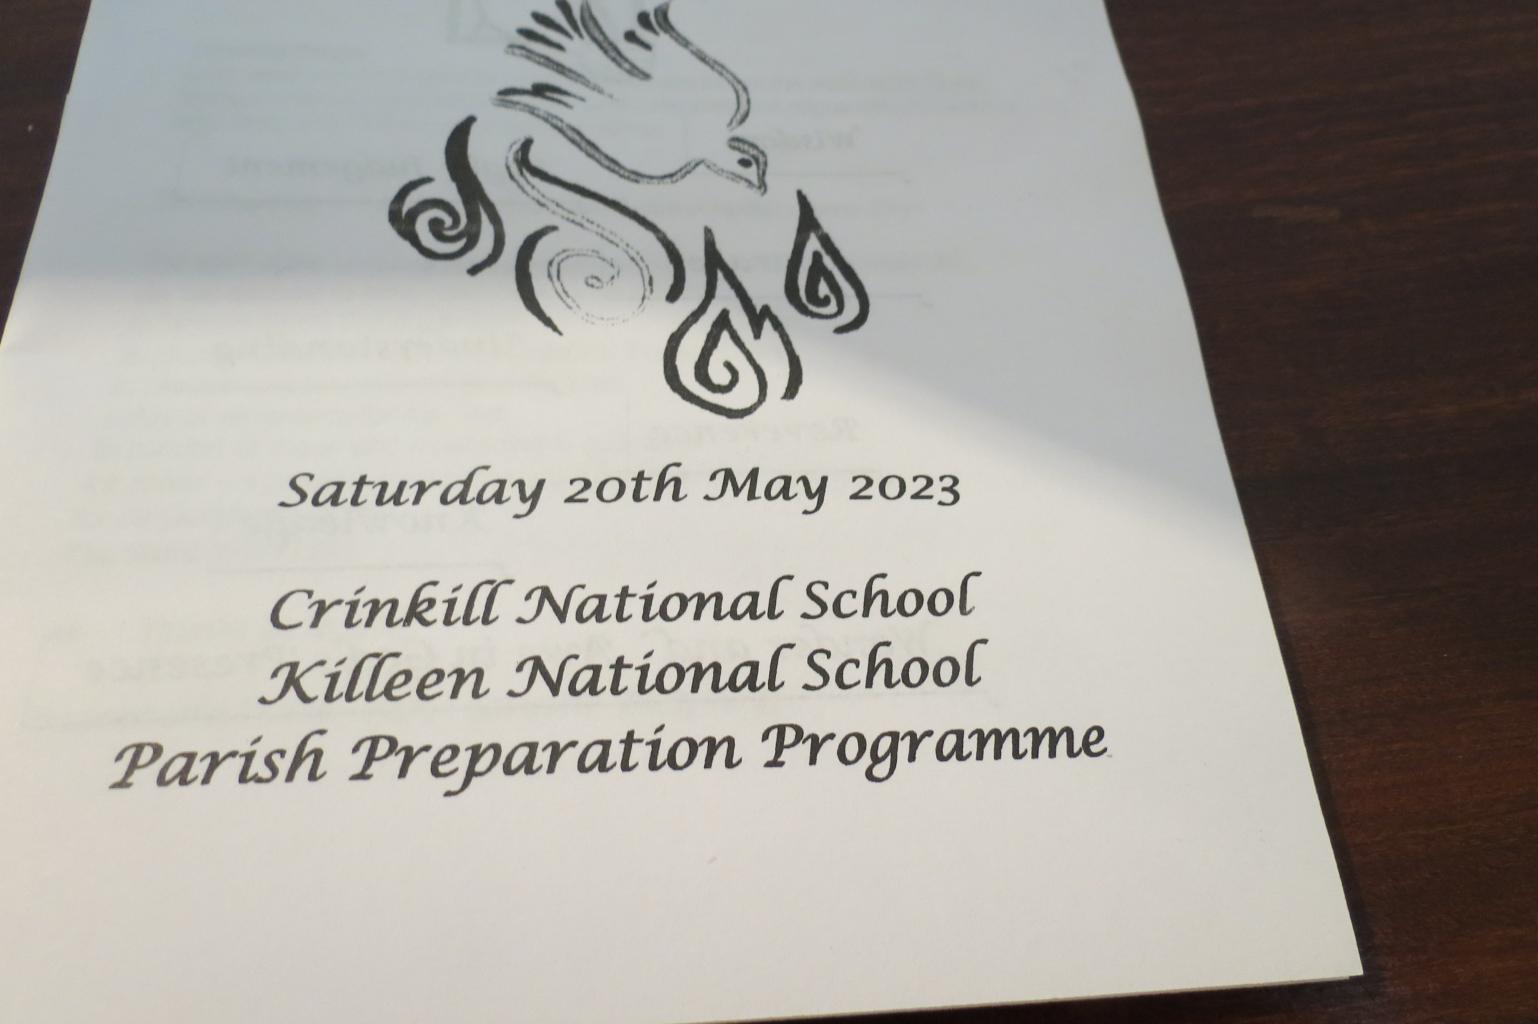 Saturday 20th May 2023
Crinkill National School
Killeen National School
Parish Preparation Programme